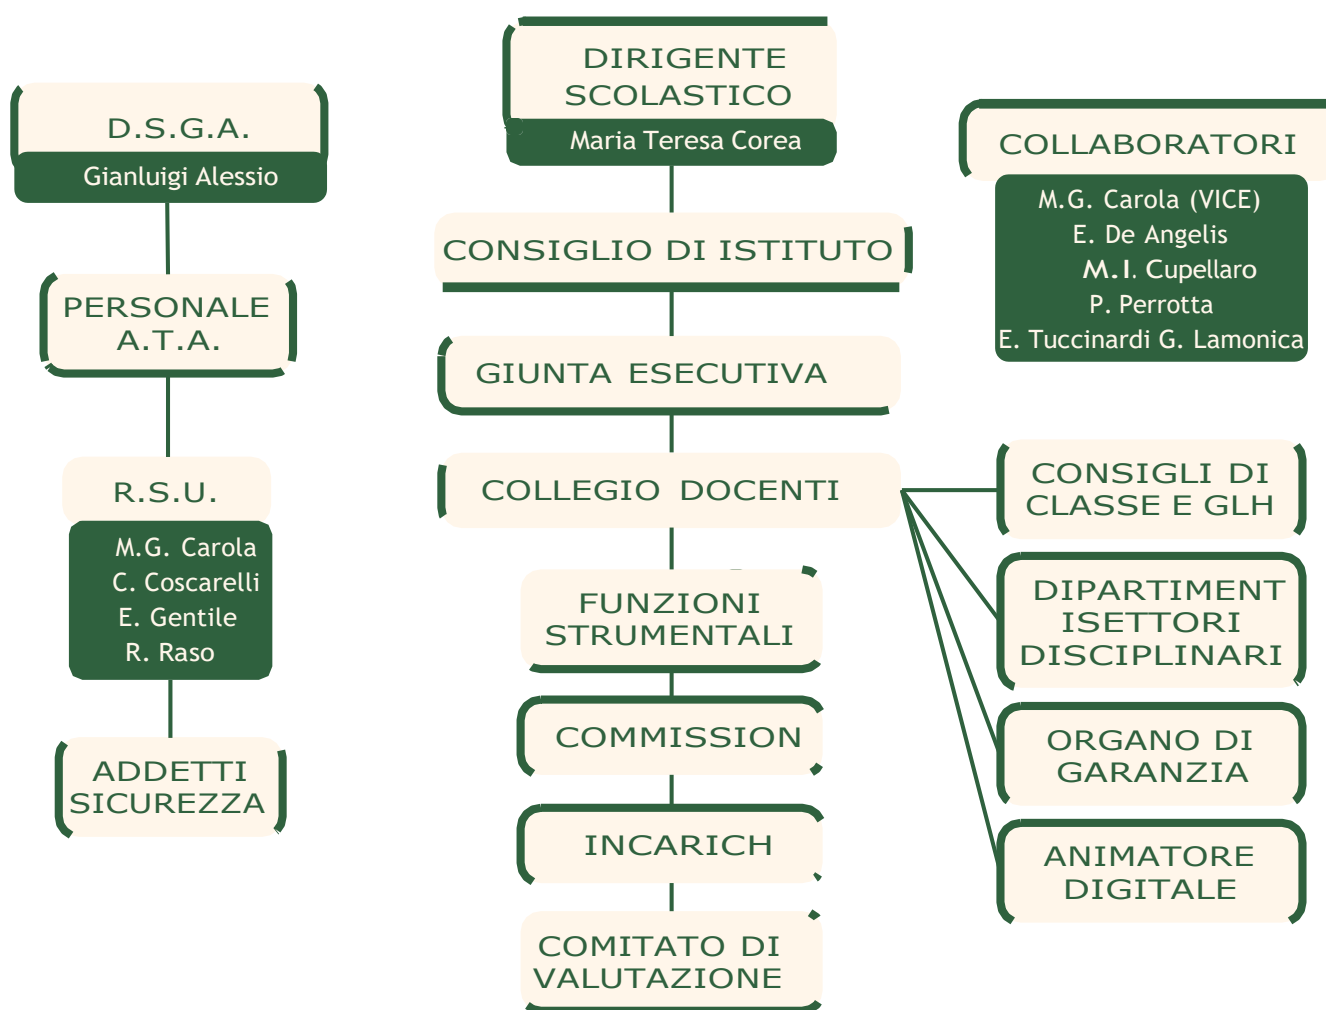 DIRIGENTE
SCOLASTICO
Maria Teresa Corea
D.S.G.A.
Gianluigi Alessio
COLLABORATORI
M.G. Carola (VICE)
E. De Angelis
M.I. Cupellaro
P. Perrotta
E. Tuccinardi G. Lamonica
CONSIGLIO DI ISTITUTO
PERSONALE
A.T.A.
GIUNTA ESECUTIVA
R.S.U.
M.G. Carola
C. Coscarelli
E. Gentile
R. Raso
COLLEGIO DOCENTI
CONSIGLI DI
CLASSE E GLH
DIPARTIMENT
ISETTORI
DISCIPLINARI
FUNZIONI
STRUMENTALI
COMMISSION
ORGANO DI
GARANZIA
ADDETTI
SICUREZZA
INCARICH
ANIMATORE
DIGITALE
COMITATO DI
VALUTAZIONE